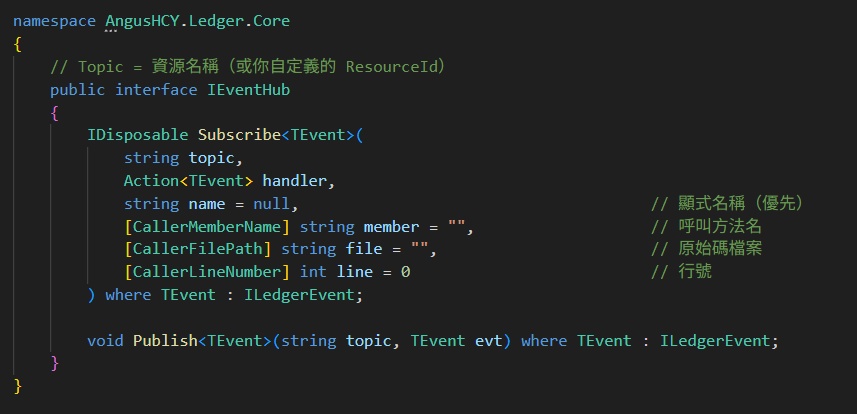 namespace AngusHCY.Ledger.Core
{
// Topic = 資源名稱（或你自定義的 ResourceId）
public interface IEventHub
{
IDisposable Subscribe<TEvent>(
string topic,
Action<TEvent> handler,
string name = null, // 顯式名稱（優先）
[CallerMemberName] string member = "", // 呼叫方法名
[CallerFilePath] string file = "", // 原始碼檔案
[CallerLineNumber] int line = 0 // 行號
) where TEvent : ILedgerEvent;
void Publish<TEvent>(string topic, TEvent evt) where TEvent : ILedgerEvent;
}
}